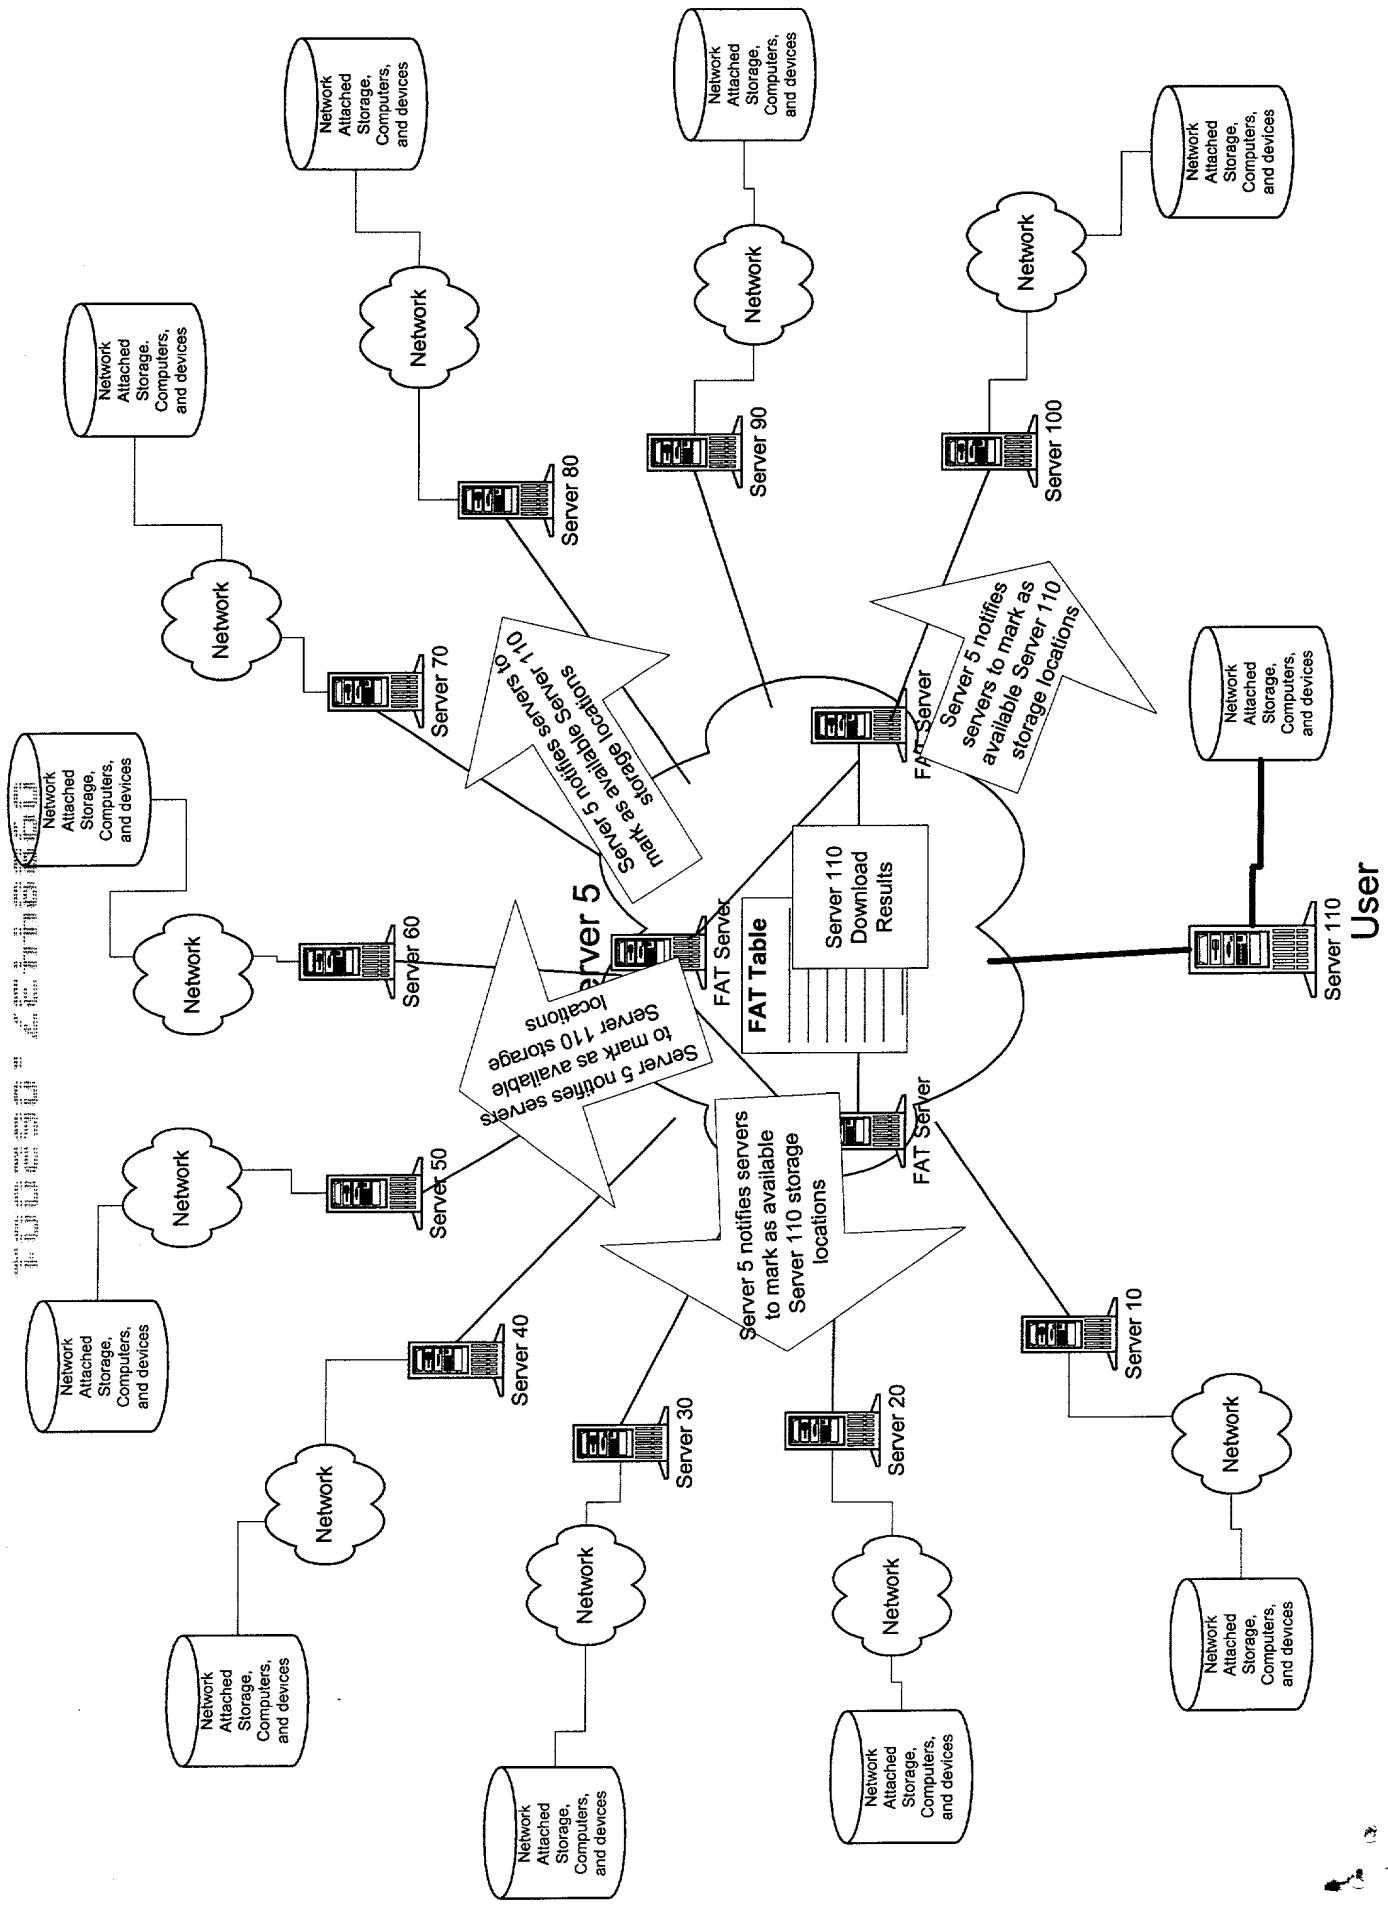 Network
Attached
Storage,
Computers,
and devices
Network
Attached
Storage,
Computers,
and devices
Network
Attached
Storage.
Computers,
and devices
Network
Network
Network
Network
Attached
Storage,
Computers,
and devices
Network
Attached
Storage,
Computers,
and devices
Network
Network
Server 50
Server 60
Server 70
Server 40
Server 80
Network
Attached
Storage,
Computers,
and devices
Network
Server 5 notifies servers
to mark as available
Server 110 storage
locations
Server 5 notifies servers to
mark as available Server 110
storage locations
erver 5
Server 30
FAT Server
Network
Attached
Storage,
Computers,
and devices
Network
Server 90
Server 5 notifies servers
to mark as available
Server 110 storage
locations
FAT Table
Server 110
Download
Results
Network
Attached
Storage,
Computers,
and devices
Network
Server 20
FAT Server
FAT Server
Server 5 notifies
servers to mark as
available Server 110
storage locations
Network
Server 100
Server 10
Network
Attached
Storage,
Computers,
and devices
Network
Network
Attached
Storage,
Computers,
and devices
Network
Attached
Storage,
Computers,
and devices
Server 110
User